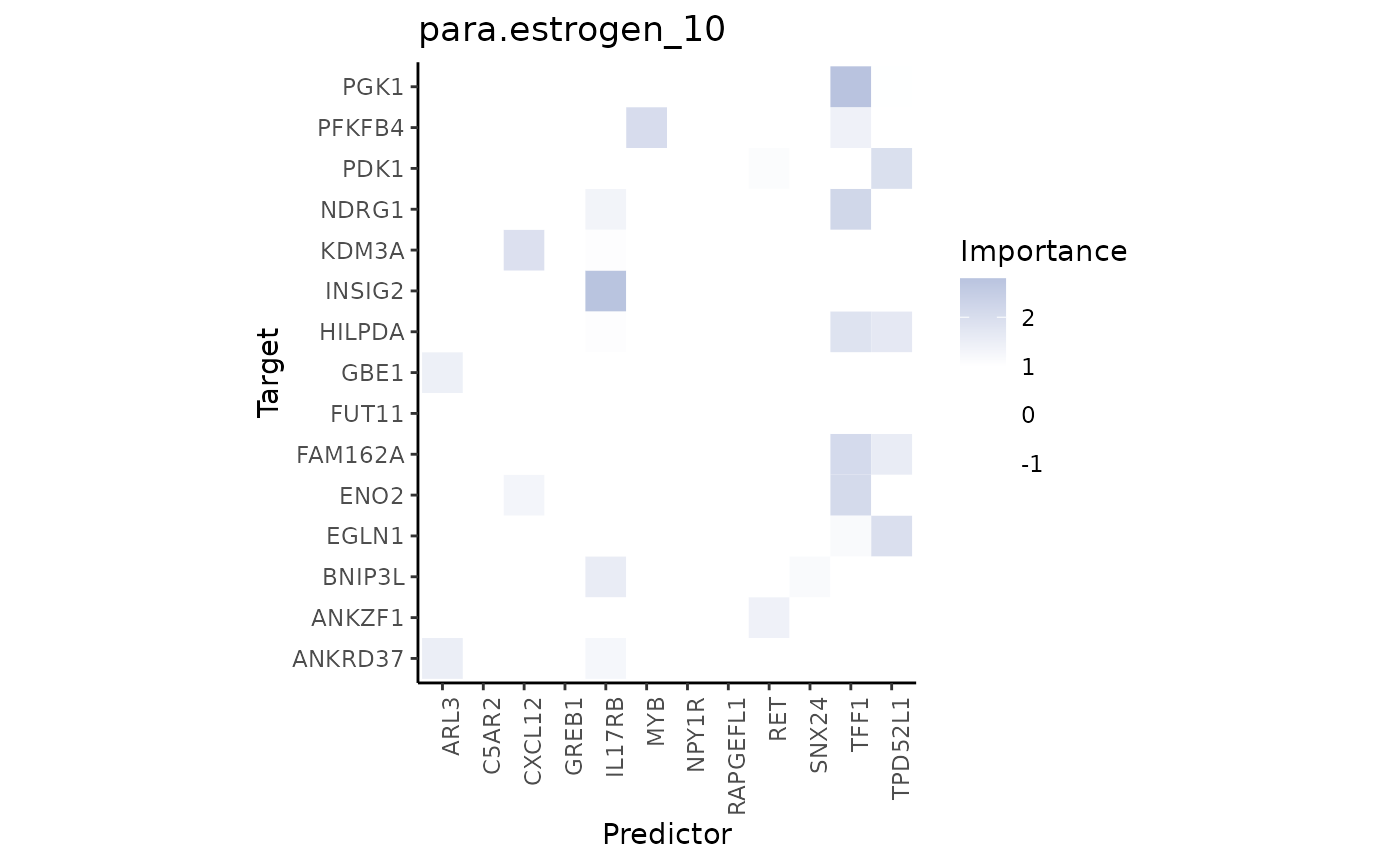 para.estrogen_10
PGK1
PFKFB4
PDK1
NDRG1
KDM3A
INSIG2
HILPDA
GBE1
FUT11
FAM162A
ENO2
EGLN1
BNIP3L
ANKZF1
ANKRD37
Target
ARL3
C5AR2
CXCL12
GREB1
IL17RB
MYB
NPY1R
RAPGEFL1
RET
SNX24
TFF1
TPD52L1
Predictor
Importance
2
1
0
-1